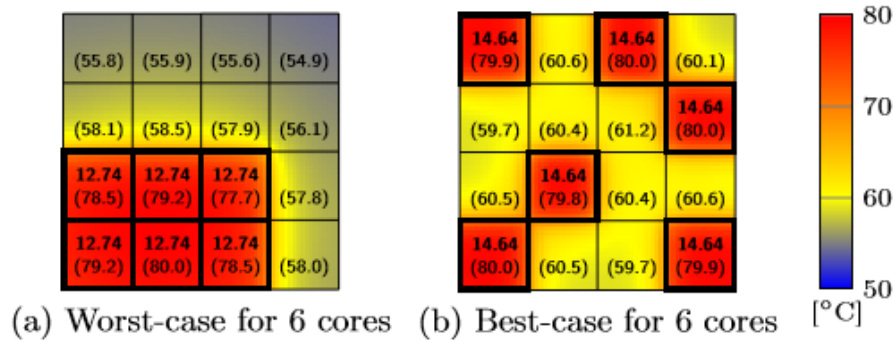 (55.8) (55.9) (55.6) (54.9)
(58.1) (58.5) (57.9) (56.1)
12.74 12.74 12.74
(78.5) (79.2) (77.7) (57.8)
12.74 12.74 12.74
(79.2) (80.0) (78.5) (58.0)
(a) Worst-case for 6 cores
14.64 14.64
(79.9) (60.6) (80.0) (60.1)
14.64
(59.7) (60.4) (61.2) (80.0)
14.64
(60.5) (79.8) (60.4) (60.6)
14.64 14.64
(80.0) (60.5) (59.7) (79.9)
(b) Best-case for 6 cores
80
70
60
50
[°C]